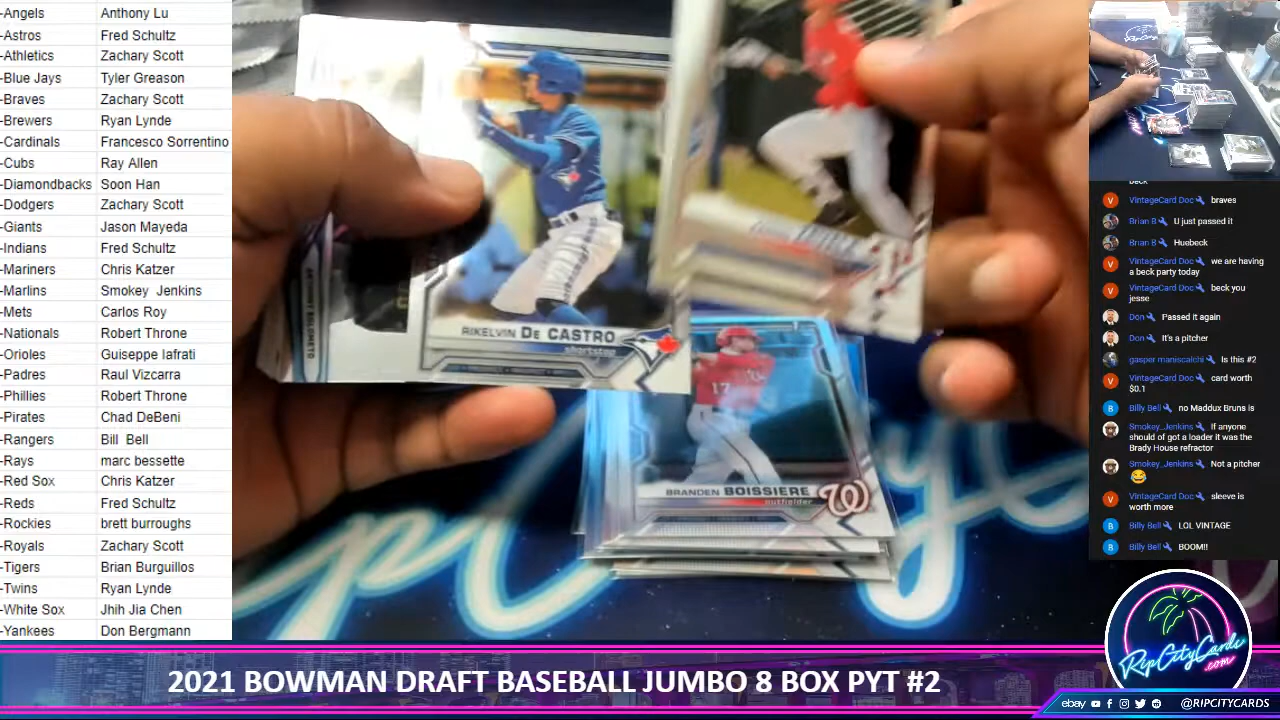 -Angels Anthony Lu
-Astros Fred Schultz
-Athletics Zachary Scott
-Blue Jays Tyler Greason
-Braves Zachary Scott
-Brewers Ryan Lynde
-Cardinals Francesco Sorrentino
-Cubs Ray Allen
-Diamondbacks Soon Han
-Dodgers Zachary Scott
-Giants Jason Mayeda
-Indians Fred Schultz
-Mariners Chris Katzer
-Marlins Smokey Jenkins
-Mets Carlos Roy
-Nationals Robert Throne
-Orioles Guiseppe Iafrati
-Padres Raul Vizcarra
-Phillies Robert Throne
-Pirates Chad DeBeni
-Rangers Bill Bell
-Rays marc bessette
-Red Sox Chris Katzer
-Reds Fred Schultz
-Rockies brett burroughs
-Royals Zachary Scott
-Tigers Brian Burguillos
-Twins Ryan Lynde
-White Sox Jhih Jia Chen
-Yankees Don Bergmann
RIKELVIN DE CASTRO
shortstop
17
BRANDEN BOISSIERE
outfielder
W
VintageCard Doc braves
Brian B U just passed it
Brian B Huebeck
VintageCard Doc we are having
a beck party today
VintageCard Doc beck you
jesse
Don Passed it again
Don It's a pitcher
gasper maniscalchi Is this #2
VintageCard Doc card worth
$0.1
Billy Bell no Maddux Bruns is
Smokey_Jenkins If anyone
should of got a loader it was the
Brady House refractor
Smokey_Jenkins Not a pitcher
😂
VintageCard Doc sleeve is
worth more
Billy Bell LOL VINTAGE
Billy Bell BOOM!!
RipCityCards
.com
2021 BOWMAN DRAFT BASEBALL JUMBO 8 BOX PYT #2
ebay @RIPCITYCARDS